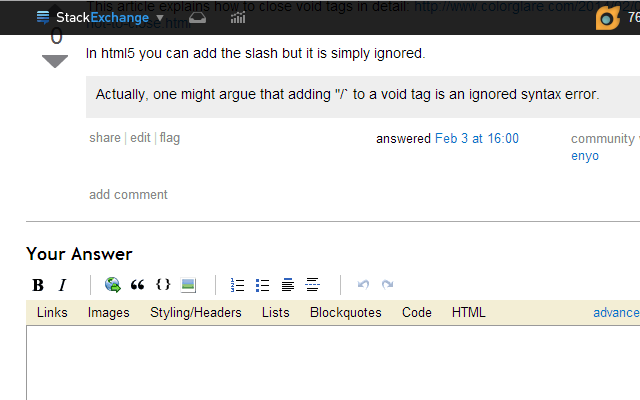 This article explains how to close void tags in detail: http://www.colorglare.com/
StackExchange
76
0
In html5 you can add the slash but it is simply ignored.
Actually, one might argue that adding "/` to a void tag is an ignored syntax error.
share | edit | flag
answered Feb 3 at 16:00
community
enyo
add comment
Your Answer
B I
Links Images Styling/Headers Lists Blockquotes Code HTML
advance